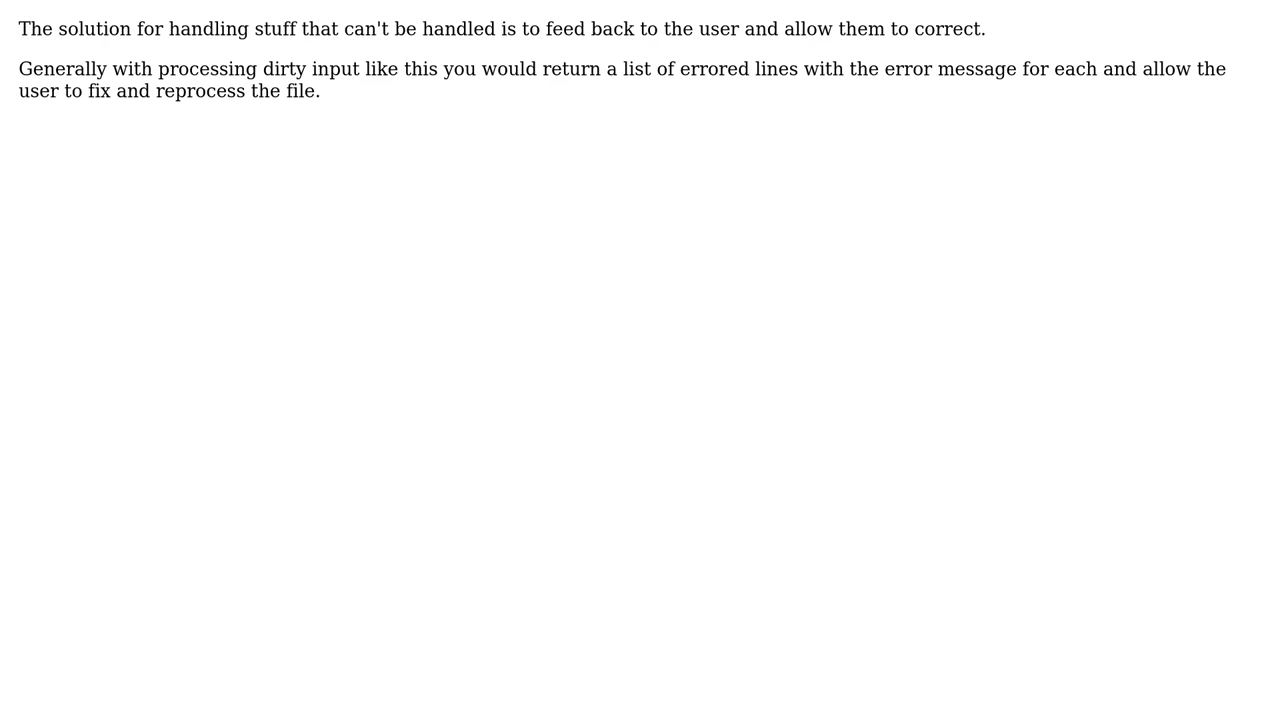 The solution for handling stuff that can't be handled is to feed back to the user and allow them to correct.
Generally with processing dirty input like this you would return a list of errored lines with the error message for each and allow the
user to fix and reprocess the file.